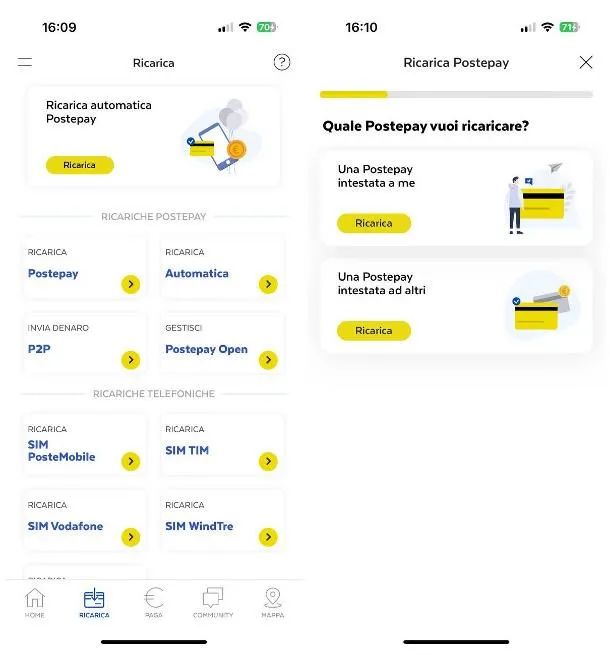 16:09
70
Ricarica
?
Ricarica automatica
Postepay
Ricarica
RICARICHE POSTEPAY
RICARICA
Postepay
RICARICA
Automatica
INVIA DENARO
P2P
GESTISCI
Postepay Open
RICARICHE TELEFONICHE
RICARICA
SIM
PosteMobile
RICARICA
SIM TIM
RICARICA
SIM Vodafone
RICARICA
SIM WindTre
HOME
RICARICA
PAGA
COMMUNITY
MAPPA
16:10
71
Ricarica Postepay
Quale Postepay vuoi ricaricare?
Una Postepay
intestata a me
Ricarica
Una Postepay
intestata ad altri
Ricarica